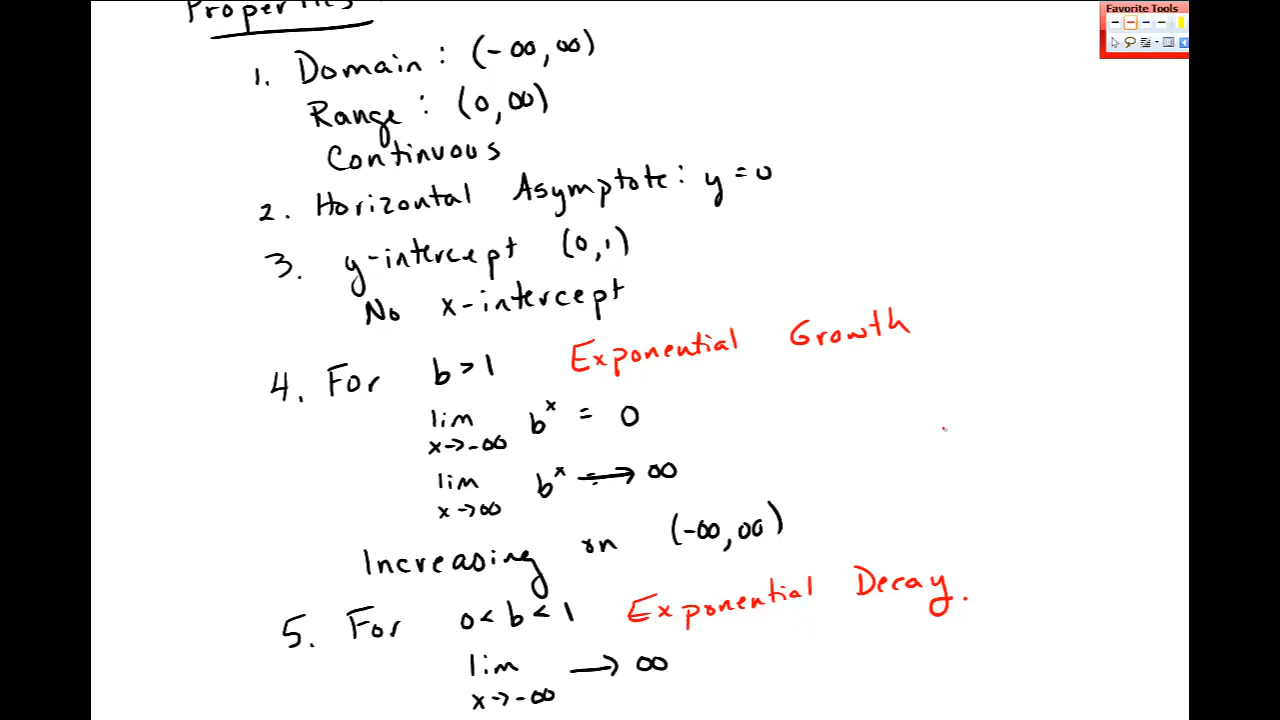 Properties
Favorite Tools
1. Domain : (-∞, ∞)
Range : (0, ∞)
Continuous
2. Horizontal Asymptote : y = 0
3. y-intercept (0, 1)
No x-intercept
4. For b > 1 Exponential Growth
lim b^x = 0
x→-∞
lim b^x → ∞
x→∞
Increasing on (-∞, ∞)
5. For 0 < b < 1 Exponential Decay.
lim → ∞
x→-∞